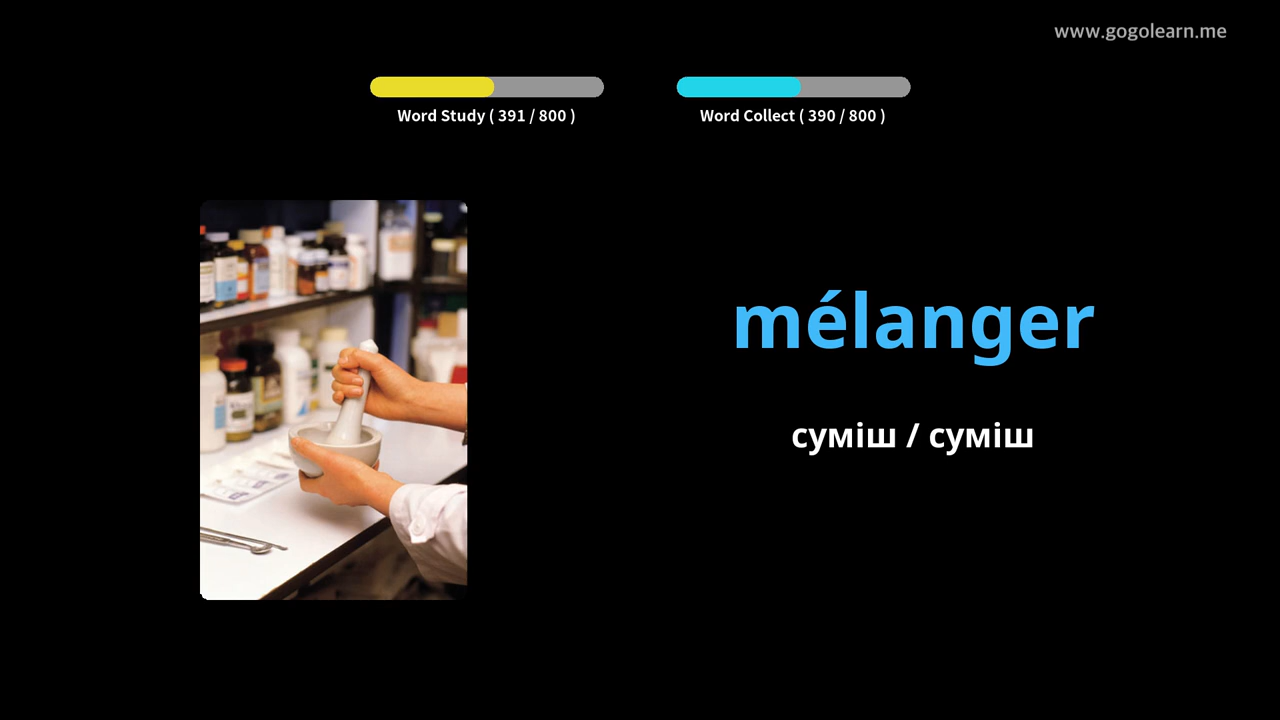 www.gogolearn.me
Word Study ( 391 / 800 )
Word Collect ( 390 / 800 )
mélanger
суміш / суміш